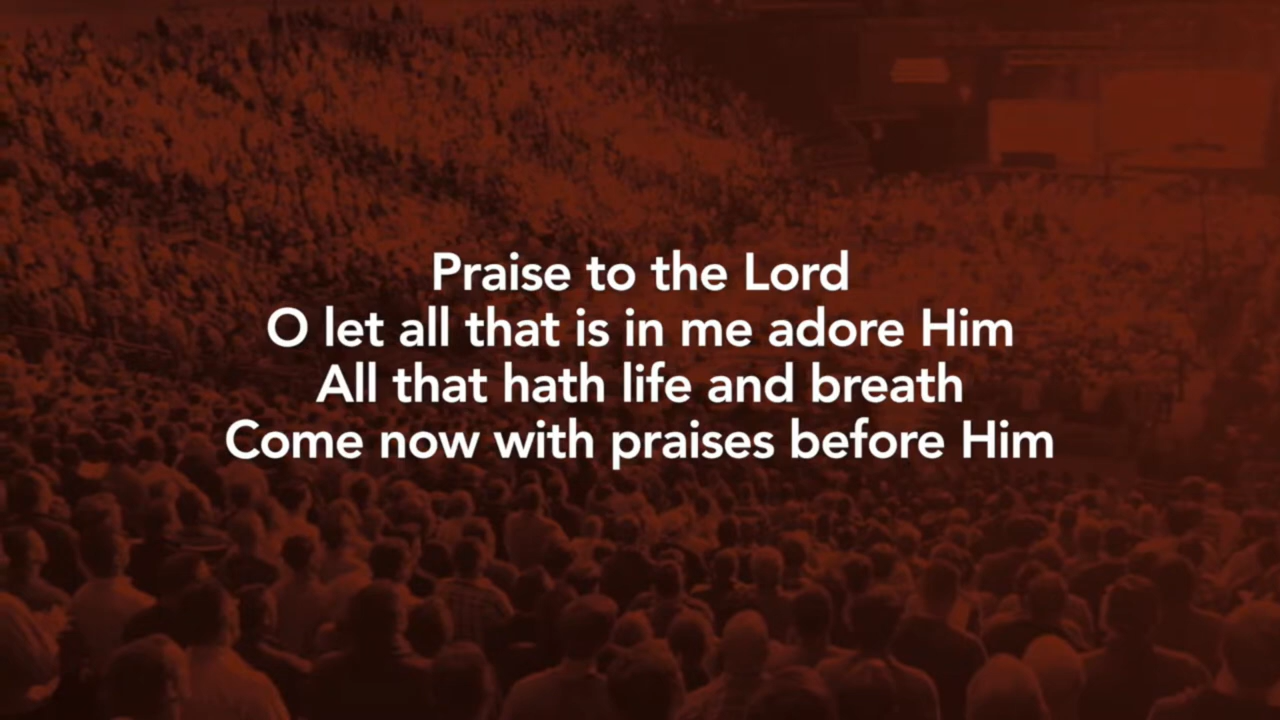 Praise to the Lord
O let all that is in me adore Him
All that hath life and breath
Come now with praises before Him